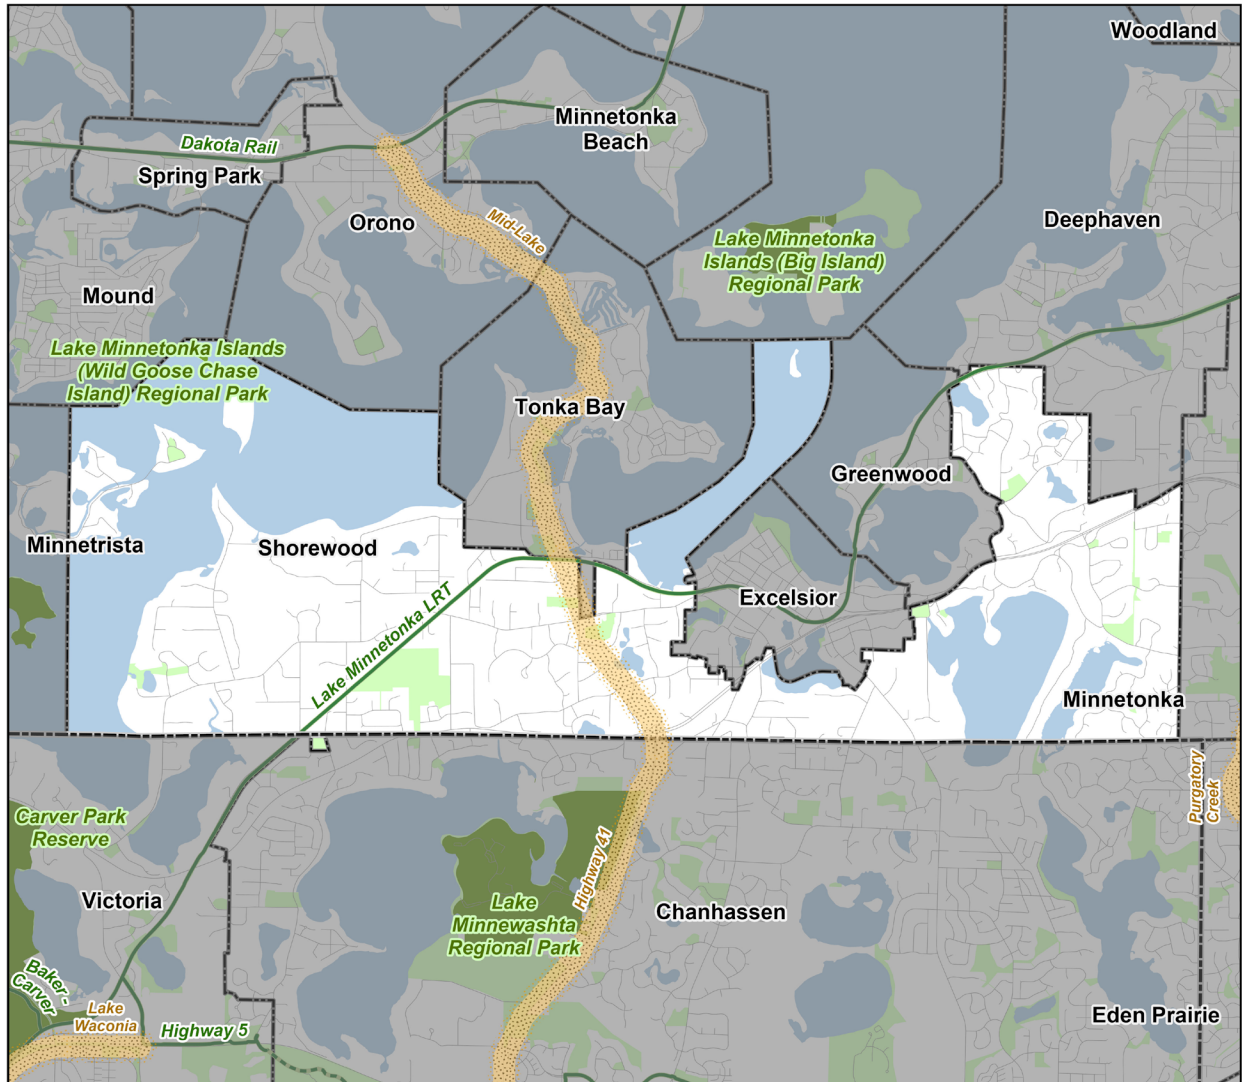 Woodland
Minnetonka
Beach
Dakota Rail
Spring Park
Orono
Mid-Lake
Deephaven
Lake Minnetonka
Islands (Big Island)
Regional Park
Mound
Lake Minnetonka Islands
(Wild Goose Chase
Island) Regional Park
Tonka Bay
Greenwood
Minnetrista
Shorewood
Excelsior
Lake Minnetonka LRT
Minnetonka
Purgatory
Creek
Carver Park
Reserve
Highway 41
Victoria
Lake
Minnewashta
Regional Park
Chanhassen
Baker -
Carver
Lake
Waconia
Highway 5
Eden Prairie